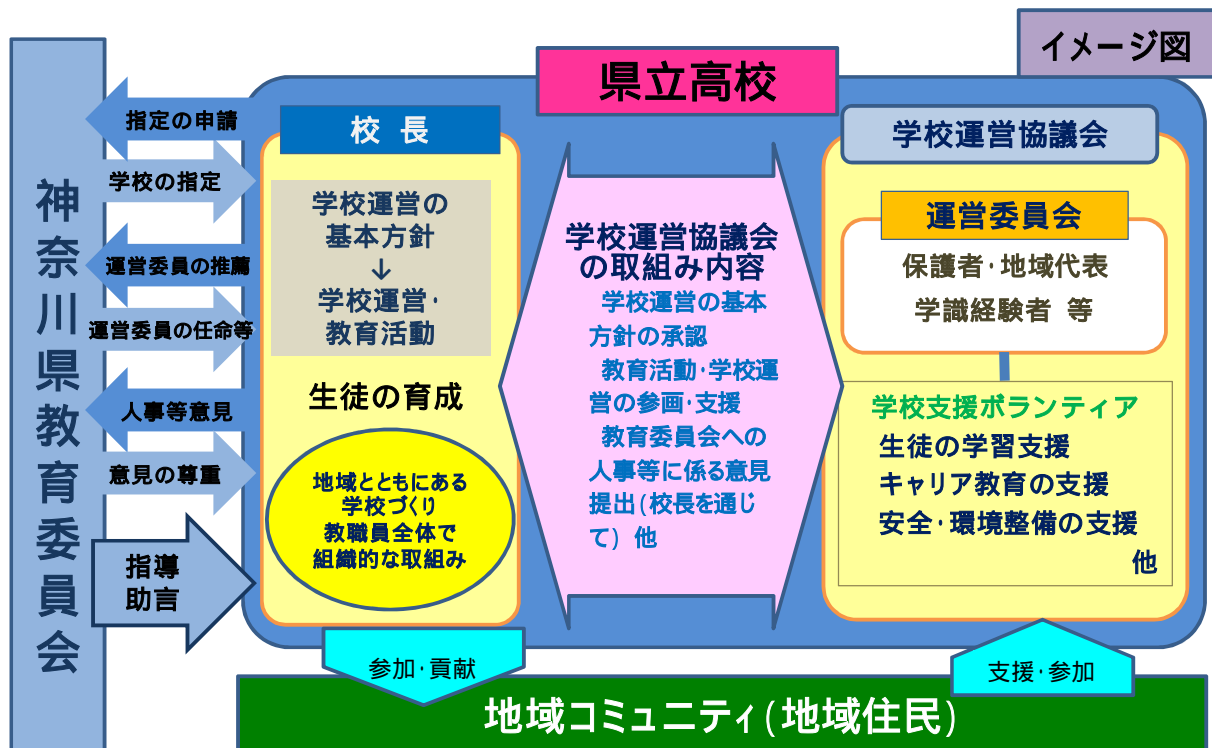 イメージ図
県立高校
神奈川県教育委員会
指定の申請
学校の指定
運営委員の推薦
運営委員の任命等
人事等意見
意見の尊重
指導
助言
校 長
学校運営の
基本方針
↓
学校運営・
教育活動
生徒の育成
地域とともにある
学校づくり
教職員全体で
組織的な取組み
学校運営協議会
の取組み内容
学校運営の基本
方針の承認
教育活動・学校運
営の参画・支援
教育委員会への
人事等に係る意見
提出(校長を通じ
て) 他
学校運営協議会
運営委員会
保護者・地域代表
学識経験者 等
学校支援ボランティア
生徒の学習支援
キャリア教育の支援
安全・環境整備の支援
他
参加・貢献
支援・参加
地域コミュニティ(地域住民)